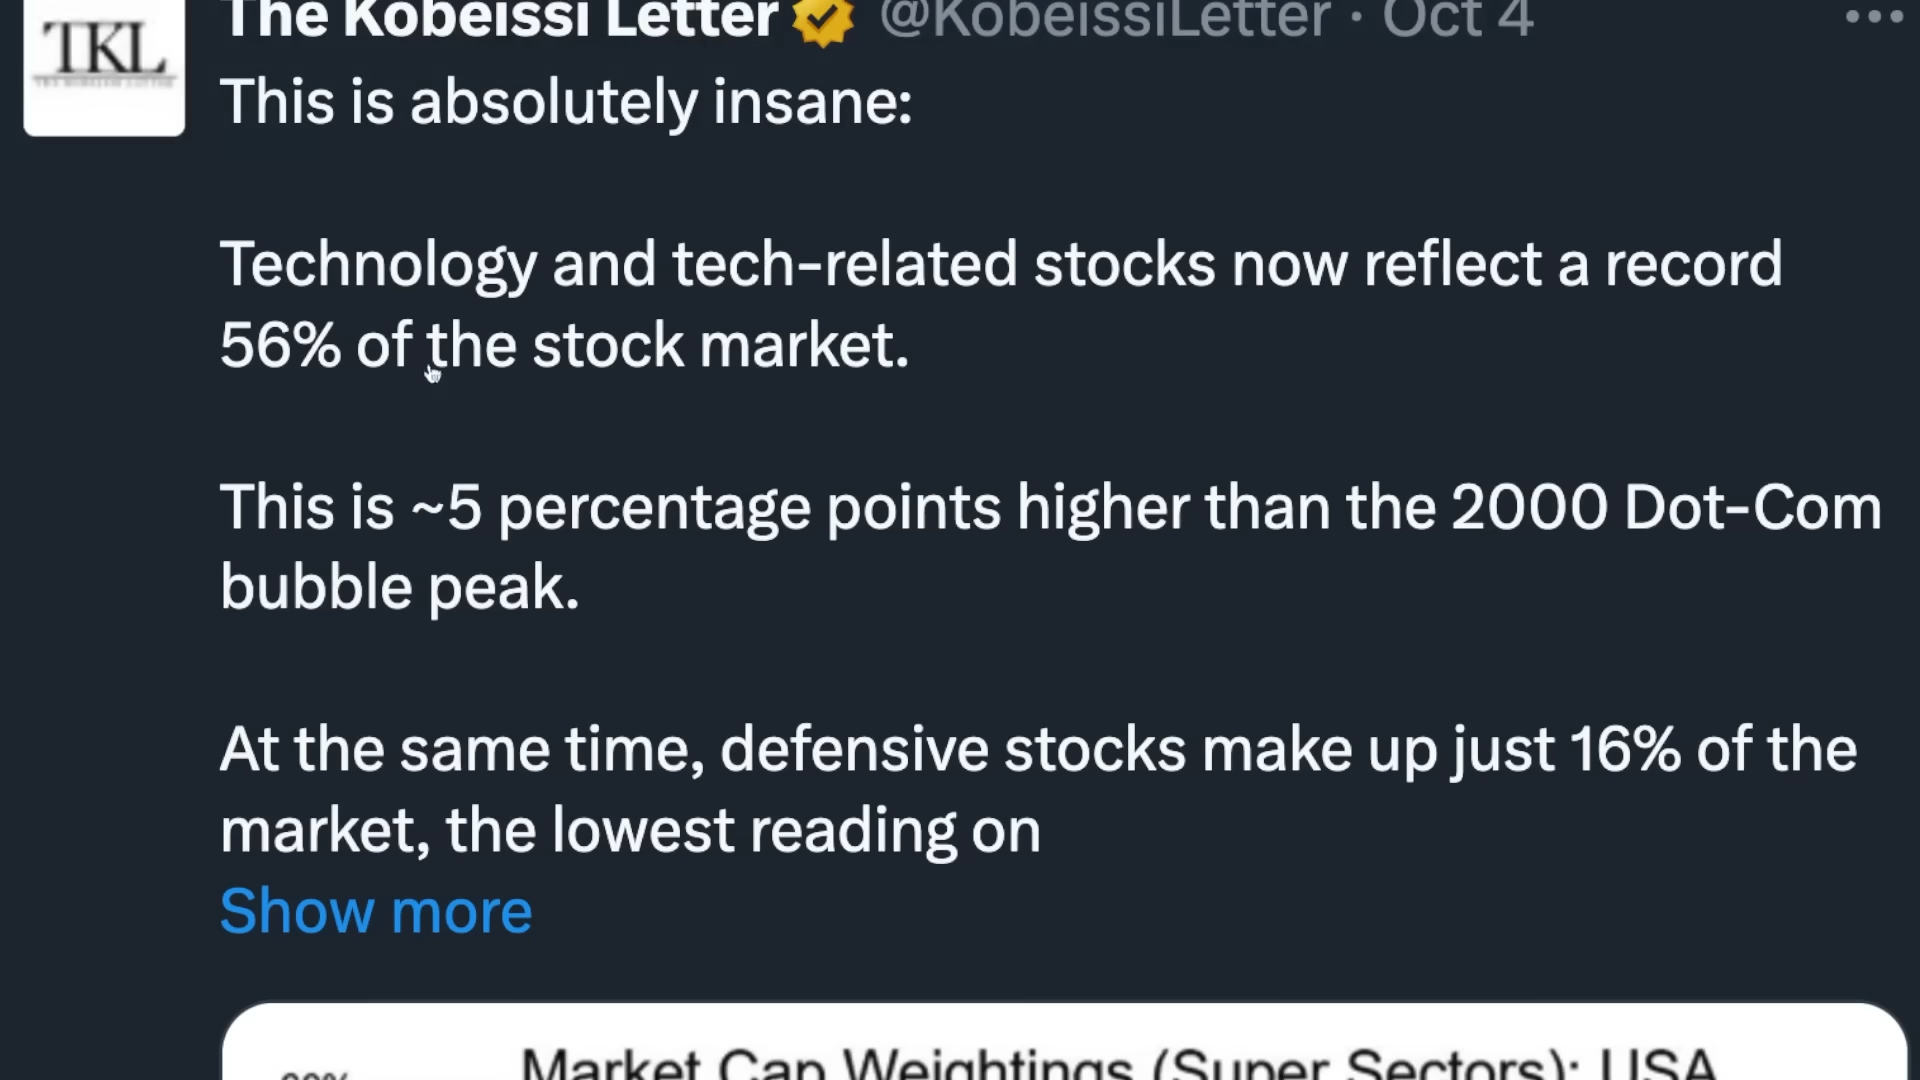 TKL
The Kobeissi Letter @KobeissiLetter · Oct 4
This is absolutely insane:
Technology and tech-related stocks now reflect a record
56% of the stock market.
This is ~5 percentage points higher than the 2000 Dot-Com
bubble peak.
At the same time, defensive stocks make up just 16% of the
market, the lowest reading on
Show more
Market Cap Weightings (Super Sectors): USA